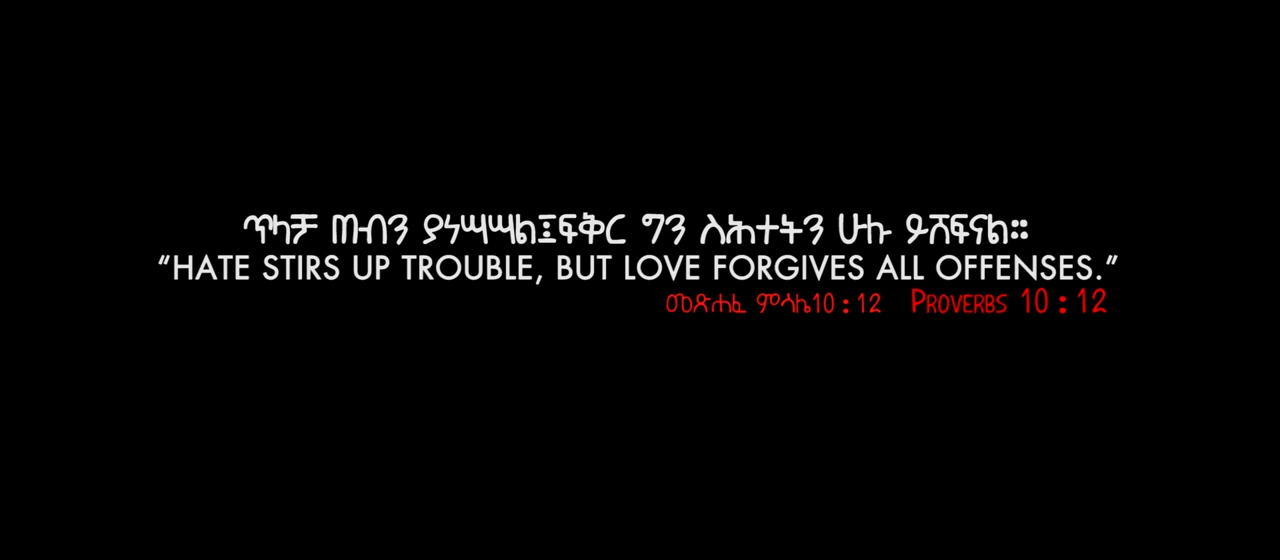 ጥላቻ ጠብን ያነሣሣል፤ፍቅር ግን ስሕተትን ሁሉ ይሸፍናል።
“HATE STIRS UP TROUBLE, BUT LOVE FORGIVES ALL OFFENSES.”
መጽሐፈ ምሳሌ10 : 12 PROVERBS 10 : 12